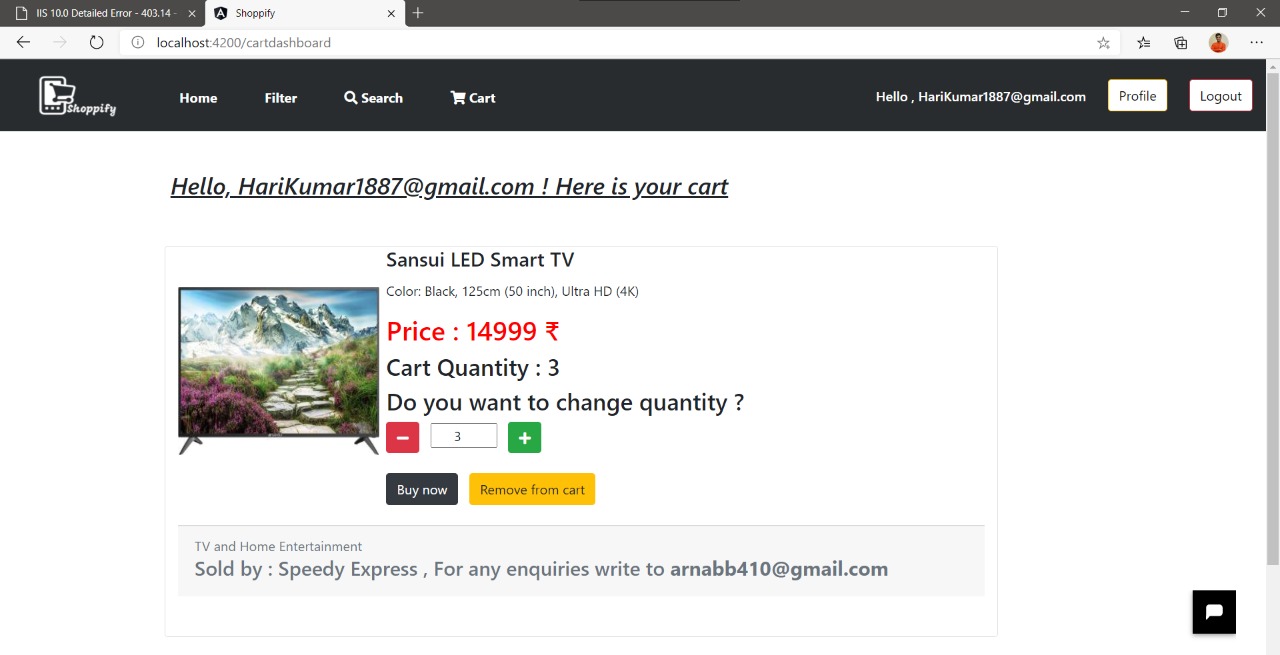 IIS 10.0 Detailed Error - 403.14 -
Shoppify
localhost:4200/cartdashboard
Shoppify
Home
Filter
Search
Cart
Hello , HariKumar1887@gmail.com
Profile
Logout
Hello, HariKumar1887@gmail.com ! Here is your cart
Sansui LED Smart TV
Color: Black, 125cm (50 inch), Ultra HD (4K)
Price : 14999 ₹
Cart Quantity : 3
Do you want to change quantity ?
3
Buy now
Remove from cart
TV and Home Entertainment
Sold by : Speedy Express , For any enquiries write to arnabb410@gmail.com